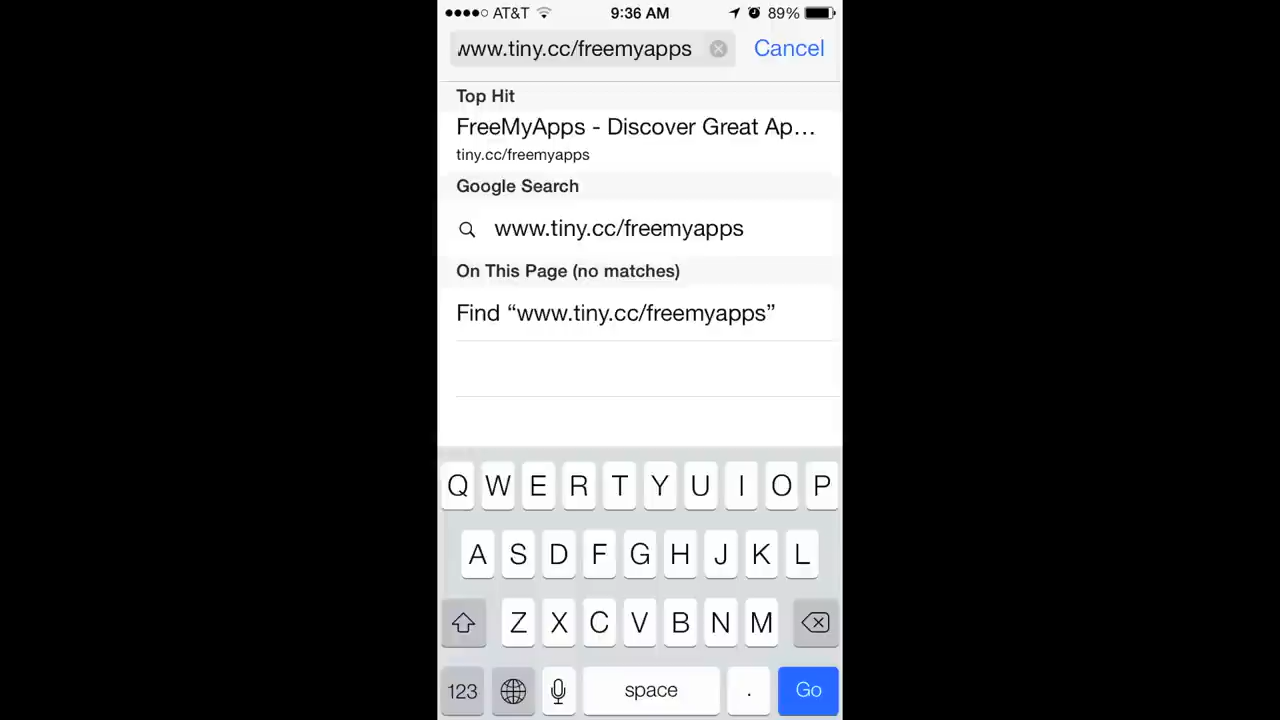 AT&T 9:36 AM 89%
www.tiny.cc/freemyapps Cancel
Top Hit
FreeMyApps - Discover Great Ap…
tiny.cc/freemyapps
Google Search
www.tiny.cc/freemyapps
On This Page (no matches)
Find “www.tiny.cc/freemyapps”
Q W E R T Y U I O P
A S D F G H J K L
Z X C V B N M
123 space . Go